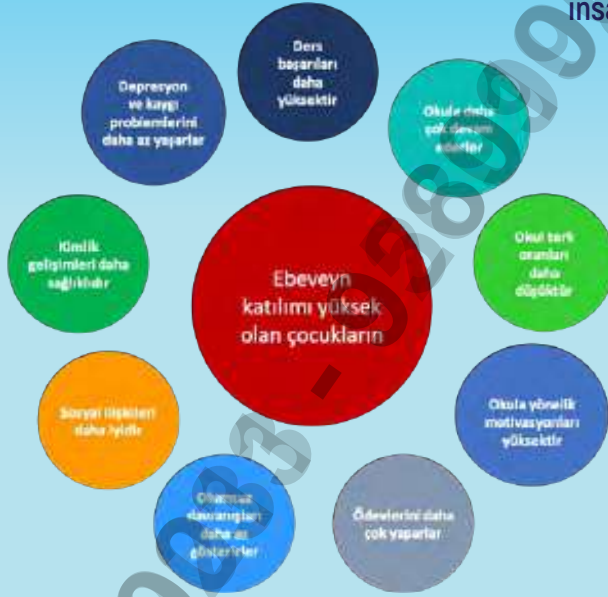 insa
Ders
başarıları
daha
yüksektir
Depresyon
ve kaygı
problemlerini
daha az yaşarlar
Okula daha
çok devam
ederler
Kimlik
gelişimleri daha
sağlıklıdır
Okul terk
oranları
daha
düşüktür
Ebeveyn
katılımı yüksek
olan çocukların
Sosyal ilişkileri
daha iyidir
Okula yönelik
motivasyonları
yüksektir
Olumsuz
davranışları
daha az
gösterirler
Ödevlerini daha
çok yaparlar